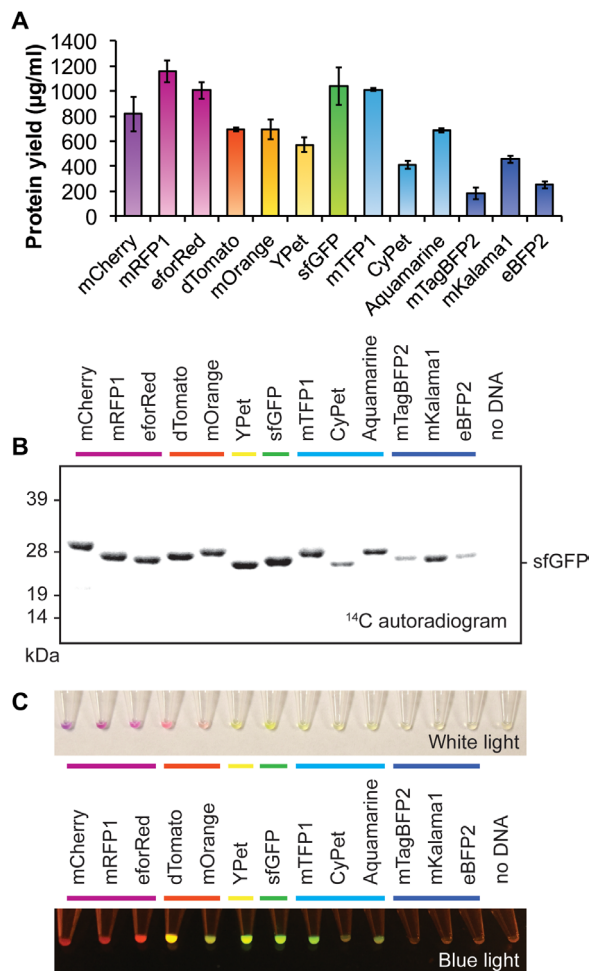 A
Protein yield (µg/ml)
1400
1200
1000
800
600
400
200
0
mCherry
mRFP1
eforRed
dTomato
mOrange
YPet
sfGFP
mTFP1
CyPet
Aquamarine
mTagBFP2
mKalama1
eBFP2
mCherry
mRFP1
eforRed
dTomato
mOrange
YPet
sfGFP
mTFP1
CyPet
Aquamarine
mTagBFP2
mKalama1
eBFP2
no DNA
B
39
28
19
14
kDa
sfGFP
14C autoradiogram
C
White light
mCherry
mRFP1
eforRed
dTomato
mOrange
YPet
sfGFP
mTFP1
CyPet
Aquamarine
mTagBFP2
mKalama1
eBFP2
no DNA
Blue light